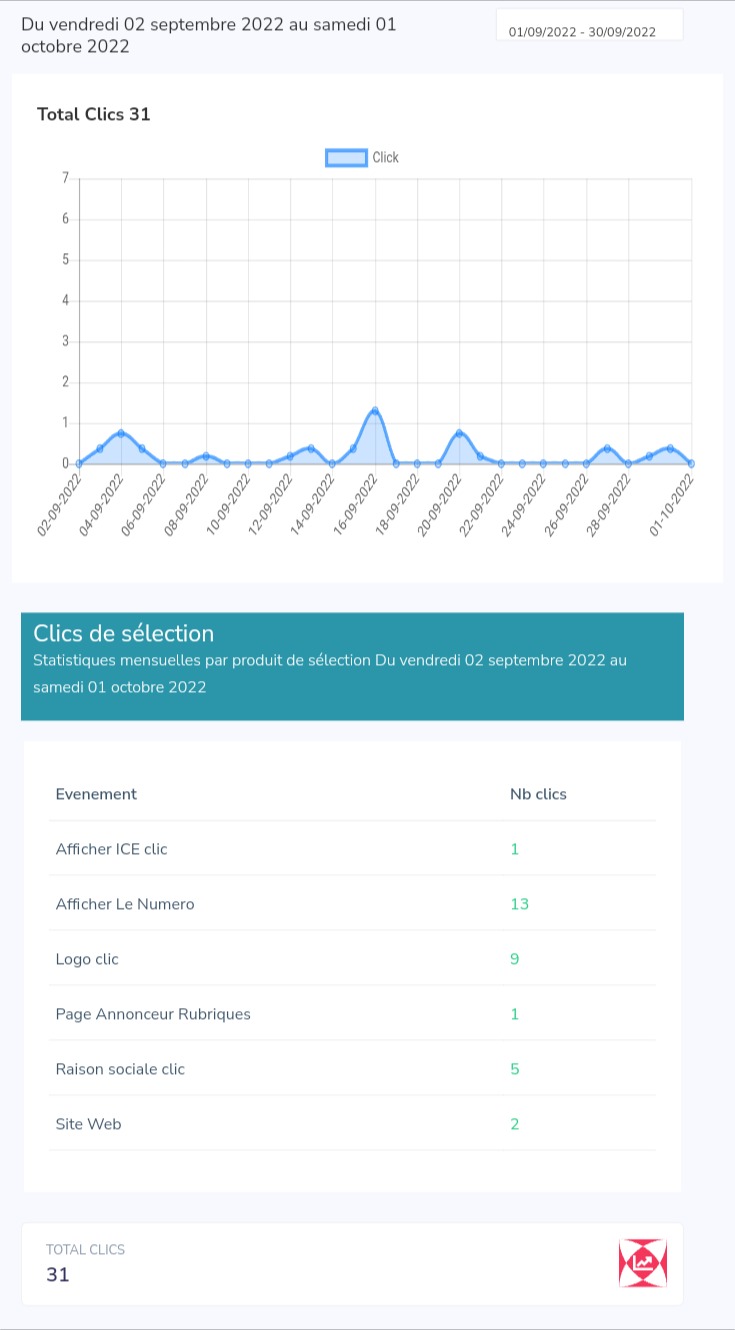 Du vendredi 02 septembre 2022 au samedi 01
octobre 2022
01/09/2022 - 30/09/2022
Total Clics 31
Click
7
6
5
4
3
2
1
0
02-09-2022
04-09-2022
06-09-2022
08-09-2022
10-09-2022
12-09-2022
14-09-2022
16-09-2022
18-09-2022
20-09-2022
22-09-2022
24-09-2022
26-09-2022
28-09-2022
01-10-2022
Clics de sélection
Statistiques mensuelles par produit de sélection Du vendredi 02 septembre 2022 au
samedi 01 octobre 2022
Evenement Nb clics
Afficher ICE clic 1
Afficher Le Numero 13
Logo clic 9
Page Annonceur Rubriques 1
Raison sociale clic 5
Site Web 2
TOTAL CLICS
31